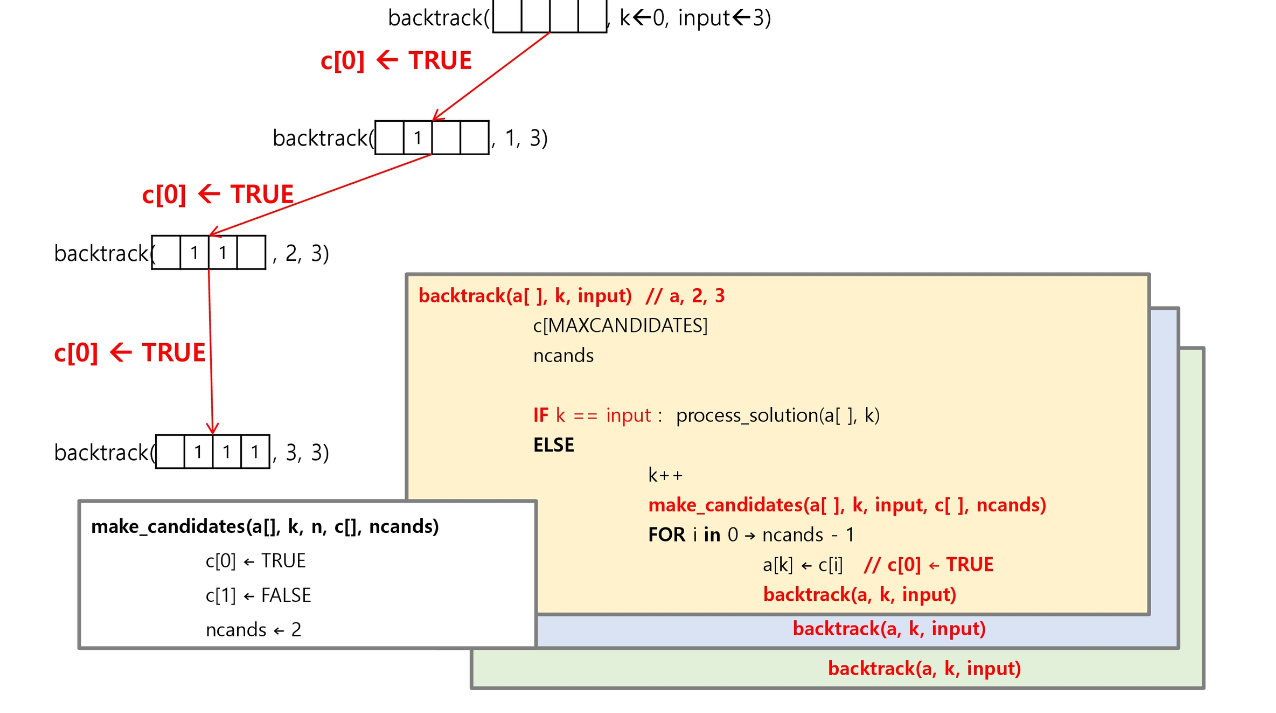 backtrack( , k←0, input←3)
c[0] ← TRUE
backtrack( 1 , 1, 3)
c[0] ← TRUE
backtrack( 1 1 , 2, 3)
c[0] ← TRUE
backtrack( 1 1 1 , 3, 3)
backtrack(a[ ], k, input) // a, 2, 3
c[MAXCANDIDATES]
ncands
IF k == input : process_solution(a[ ], k)
ELSE
k++
make_candidates(a[ ], k, input, c[ ], ncands)
FOR i in 0 → ncands - 1
a[k] ← c[i] // c[0] ← TRUE
backtrack(a, k, input)
backtrack(a, k, input)
backtrack(a, k, input)
make_candidates(a[], k, n, c[], ncands)
c[0] ← TRUE
c[1] ← FALSE
ncands ← 2